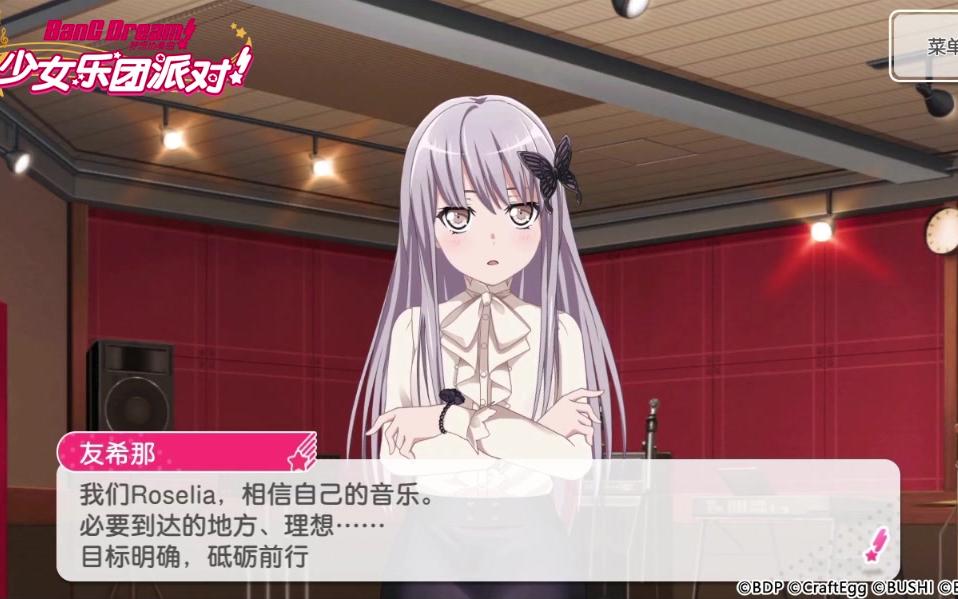 BanG Dream!
少女乐团派对!
菜单
友希那
我们Roselia，相信自己的音乐。
必要到达的地方、理想……
目标明确，砥砺前行
©BDP ©CraftEgg ©BUSHI ©